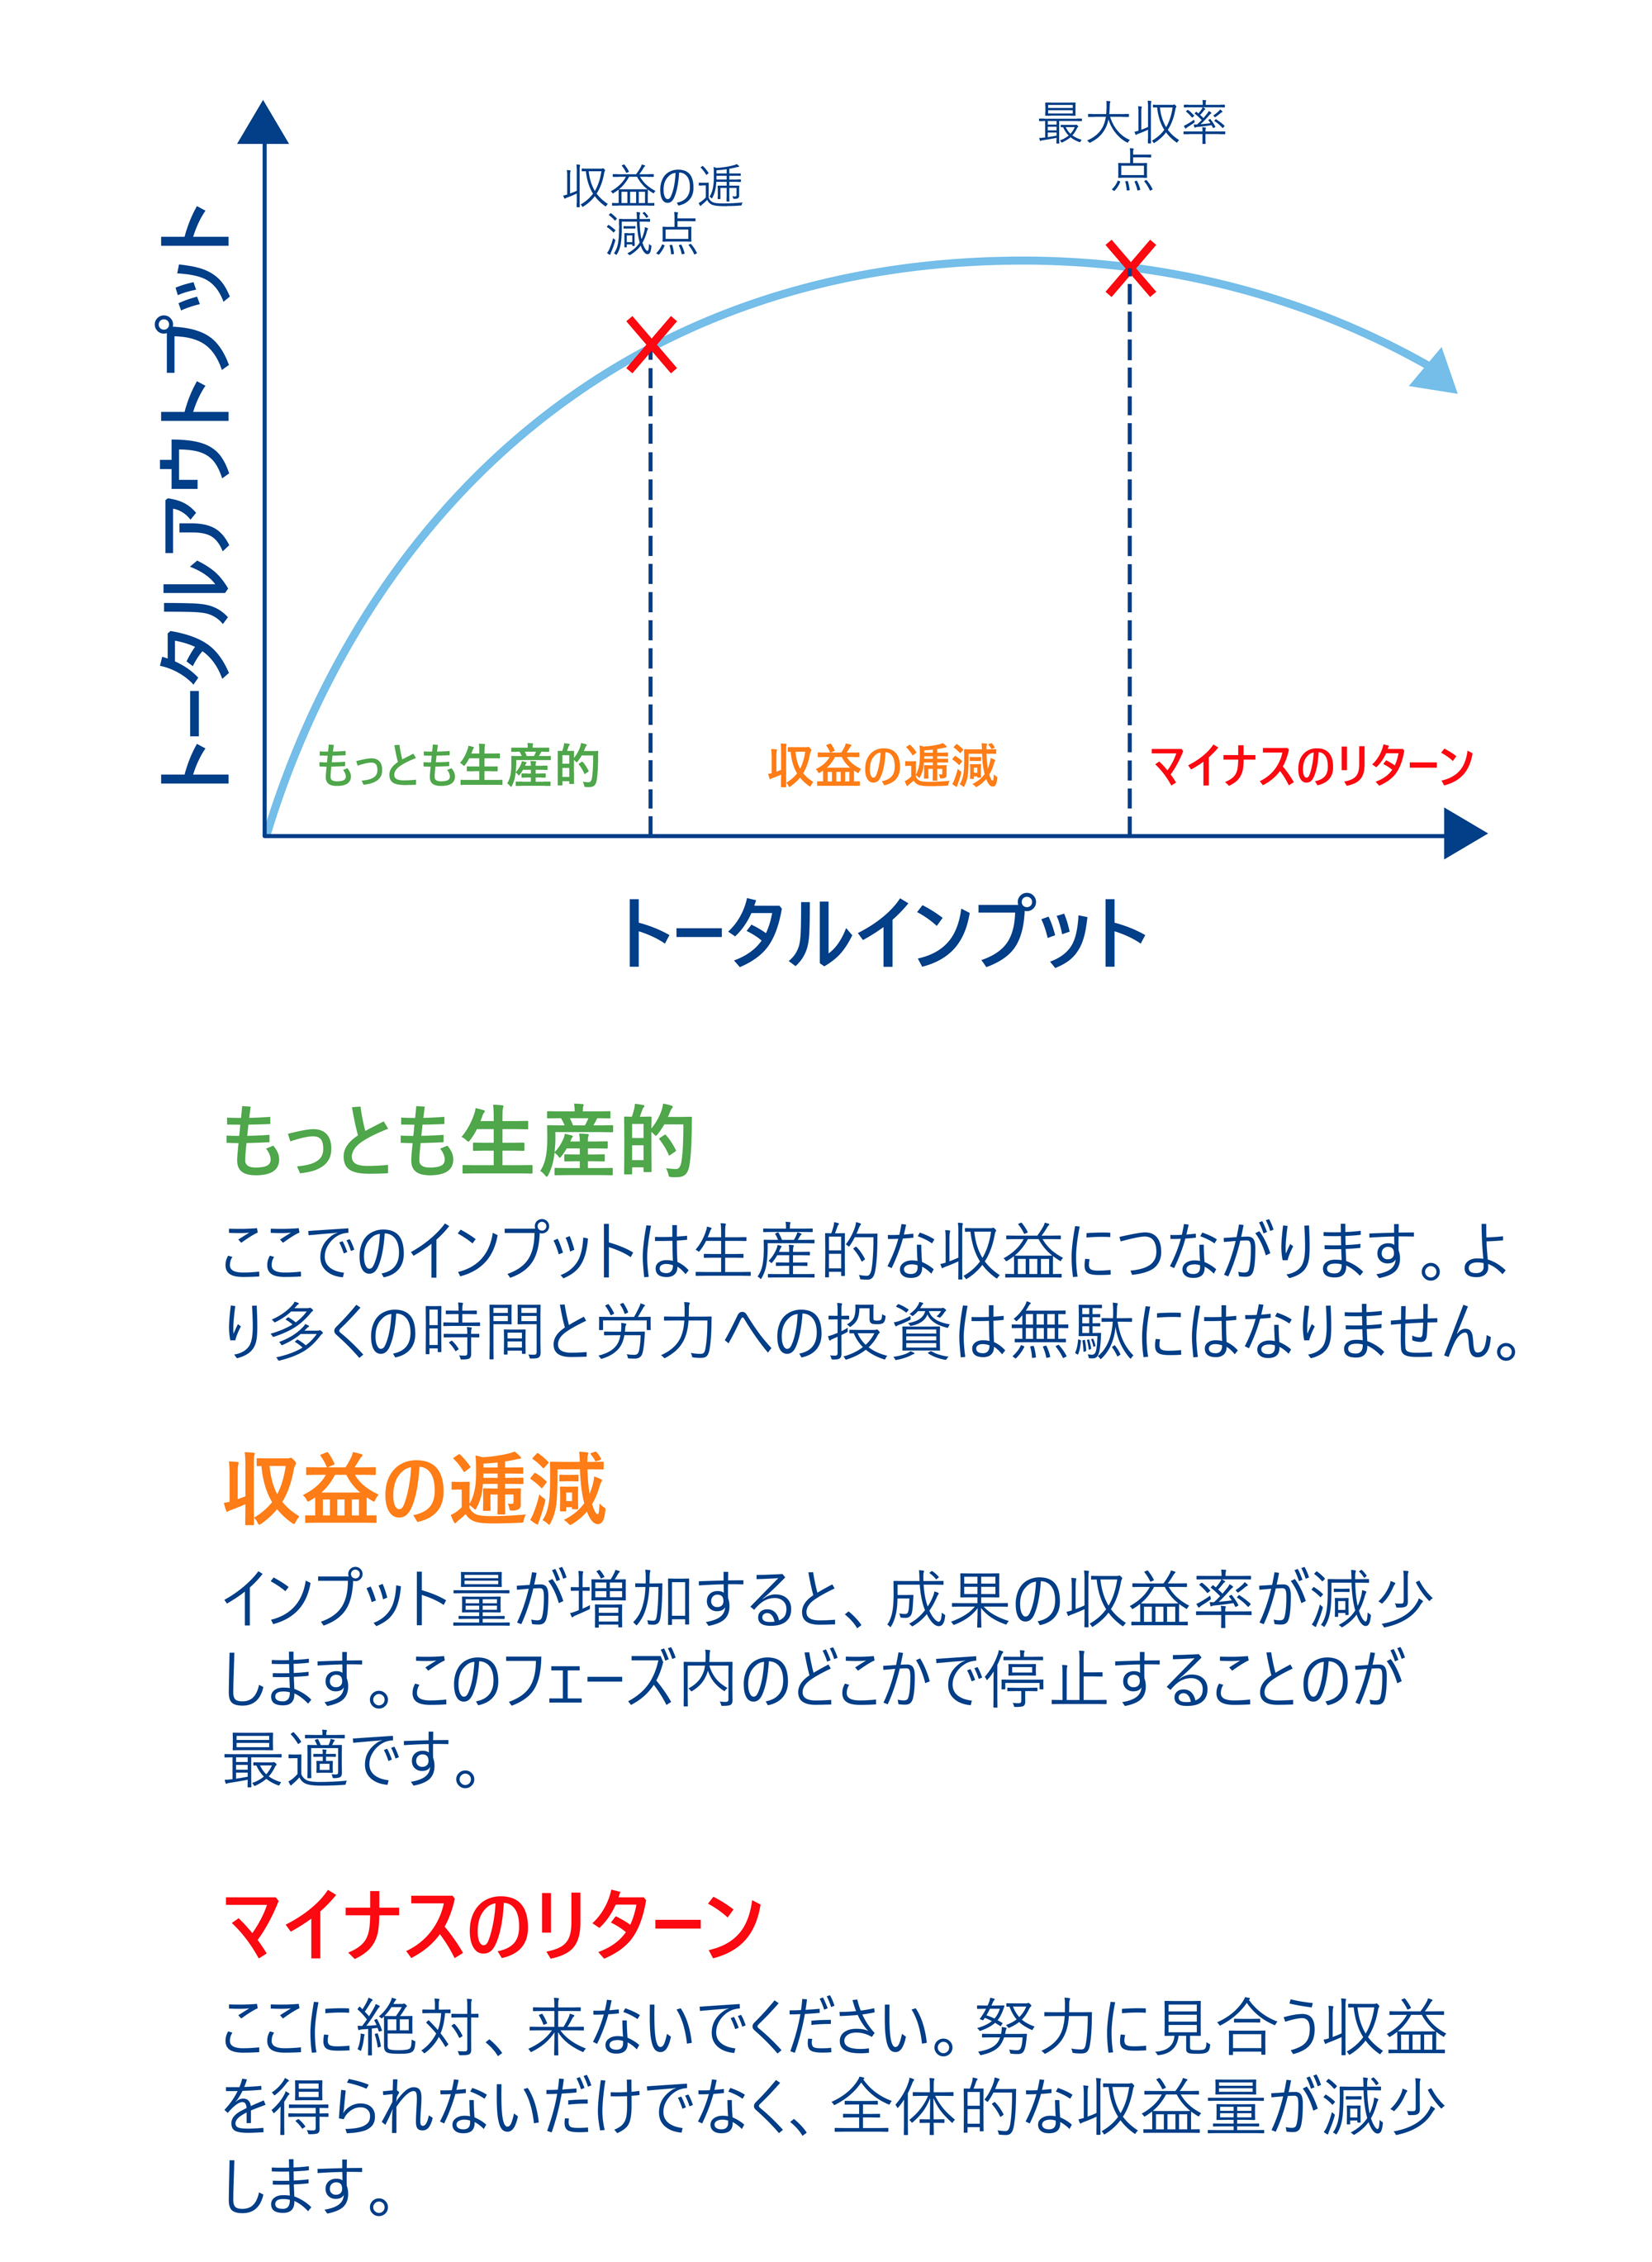 最大収率
点
収益の逓
減点
トータルアウトプット
もっとも生産的
収益の逓減
マイナスのリターン
トータルインプット
もっとも生産的
ここでのインプットは生産的な収益につながります。よ
り多くの時間と労力への投資は無駄にはなりません。
収益の逓減
インプット量が増加すると、成果の収益率が減少
します。このフェーズ内のどこかで停止することのが
最適です。
マイナスのリターン
ここに絶対、来ないでください。努力に見合う収益
を得られないだけでなく、全体的な収益量が減少
します。